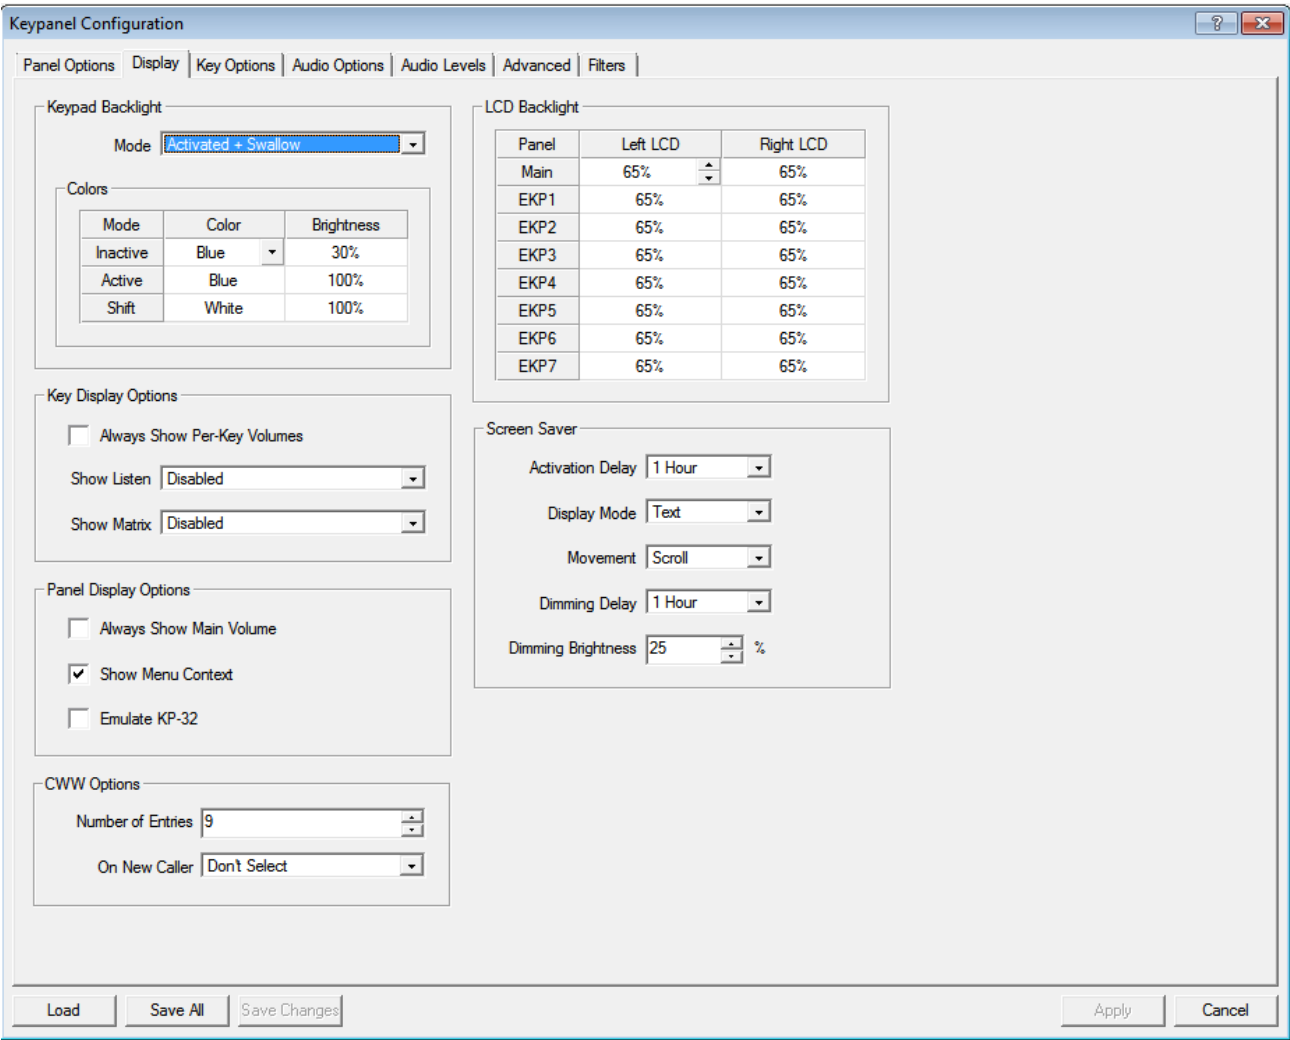 Keypanel Configuration
Panel Options Display Key Options Audio Options Audio Levels Advanced Filters
Keypad Backlight
Mode Activated + Swallow
Colors
Mode Color Brightness
Inactive Blue 30%
Active Blue 100%
Shift White 100%
Key Display Options
Always Show Per-Key Volumes
Show Listen Disabled
Show Matrix Disabled
Panel Display Options
Always Show Main Volume
Show Menu Context
Emulate KP-32
CWW Options
Number of Entries 9
On New Caller Don't Select
LCD Backlight
Panel Left LCD Right LCD
Main 65% 65%
EKP1 65% 65%
EKP2 65% 65%
EKP3 65% 65%
EKP4 65% 65%
EKP5 65% 65%
EKP6 65% 65%
EKP7 65% 65%
Screen Saver
Activation Delay 1 Hour
Display Mode Text
Movement Scroll
Dimming Delay 1 Hour
Dimming Brightness 25 %
Load Save All Save Changes Apply Cancel